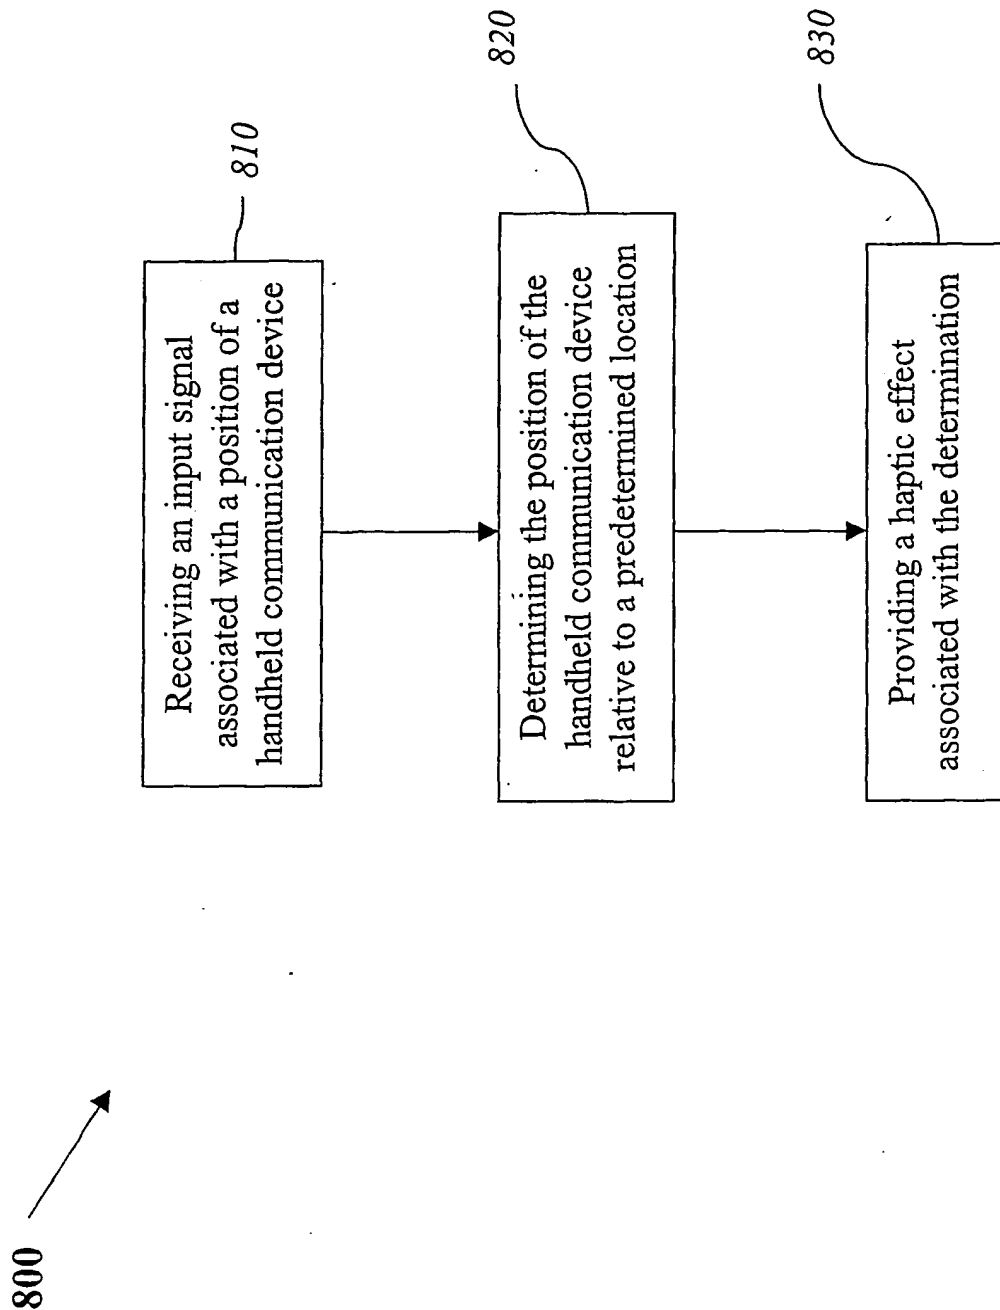 800
Receiving an input signal
associated with a position of a
handheld communication device
810
Determining the position of the
handheld communication device
relative to a predetermined location
820
Providing a haptic effect
associated with the determination
830